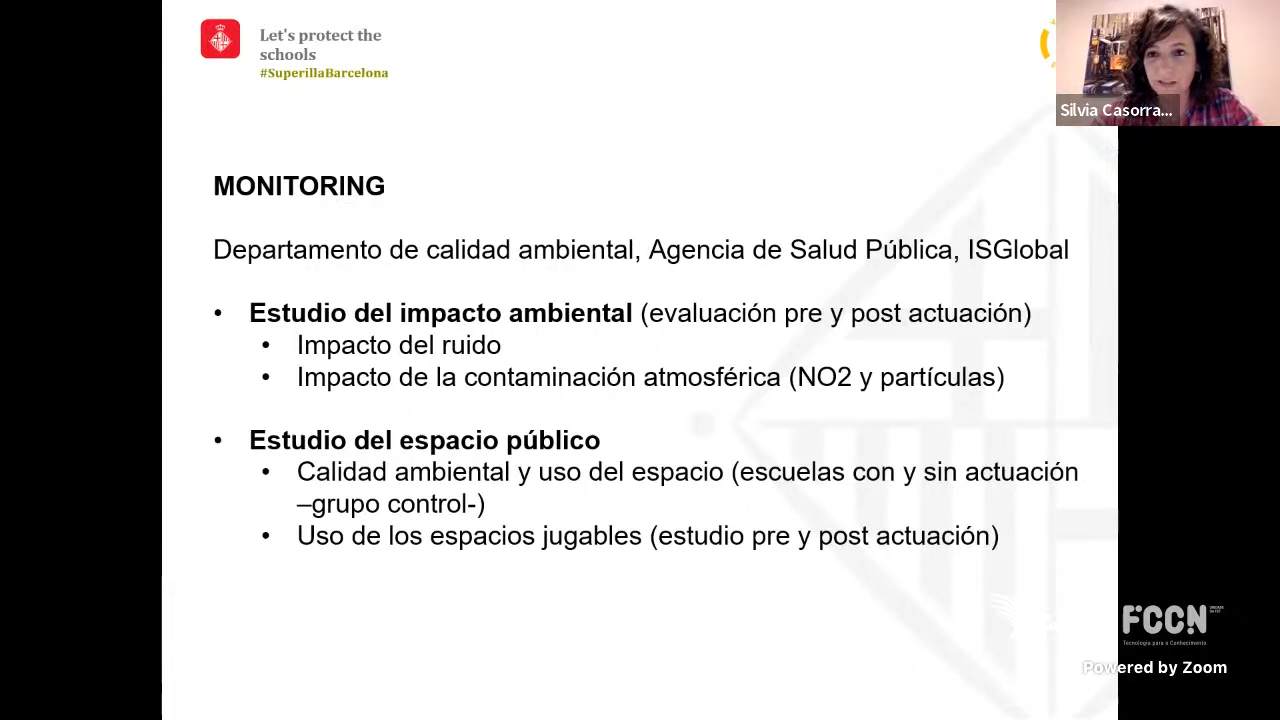 Let's protect the
schools
#SuperillaBarcelona
Silvia Casorra...
MONITORING
Departamento de calidad ambiental, Agencia de Salud Pública, ISGlobal
• Estudio del impacto ambiental (evaluación pre y post actuación)
• Impacto del ruido
• Impacto de la contaminación atmosférica (NO2 y partículas)
• Estudio del espacio público
• Calidad ambiental y uso del espacio (escuelas con y sin actuación
–grupo control-)
• Uso de los espacios jugables (estudio pre y post actuación)
FCCN
Tecnologia para o Conhecimento
Powered by Zoom